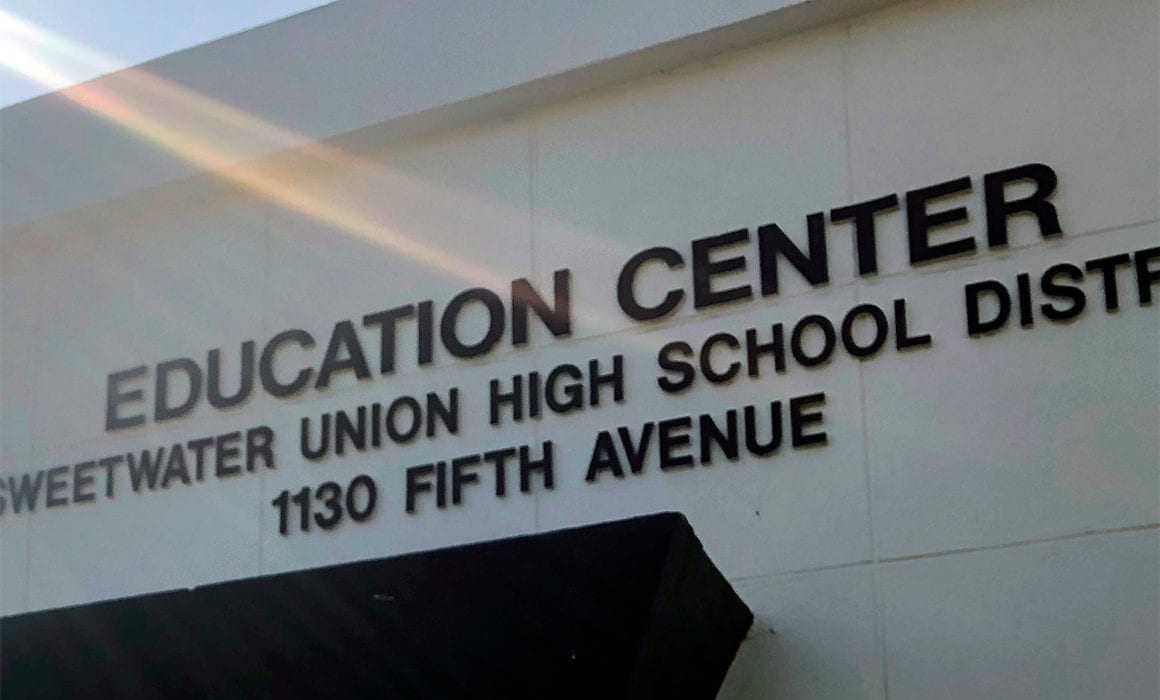 EDUCATION CENTER
SWEETWATER UNION HIGH SCHOOL DISTR
1130 FIFTH AVENUE